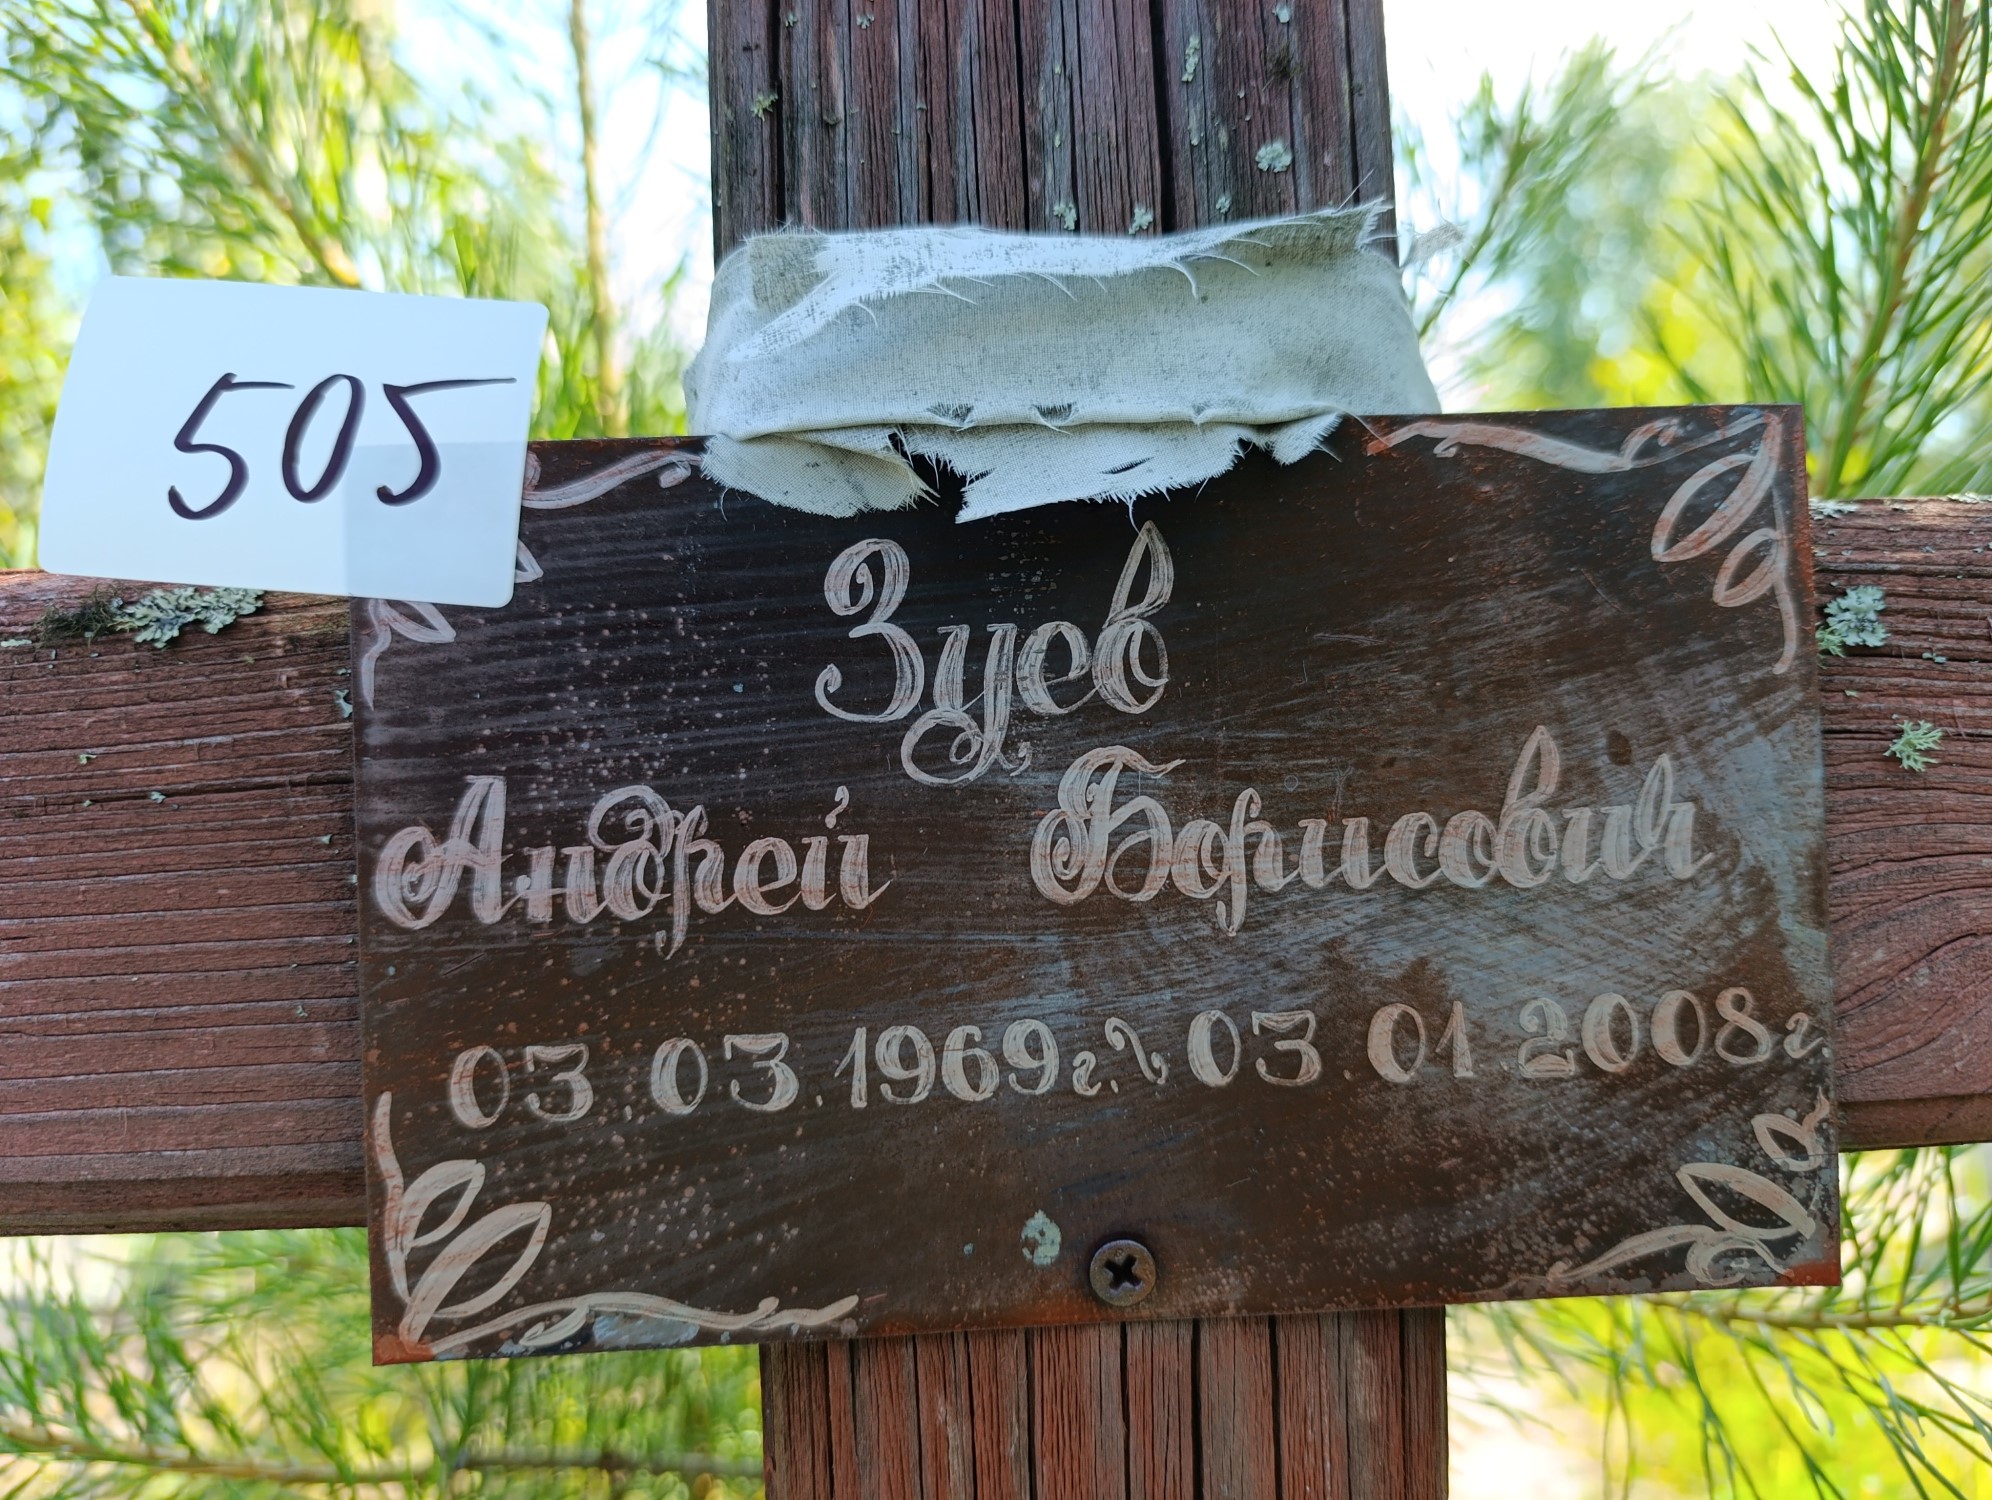 505
Зуев
Андрей Борисович
03.03.1969г. 03.01.2008г.